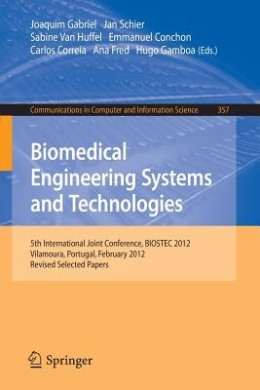 Joaquim Gabriel Jan Schier
Sabine Van Huffel Emmanuel Conchon
Carlos Correia Ana Fred Hugo Gamboa (Eds.)
Communications in Computer and Information Science 357
Biomedical
Engineering Systems
and Technologies
5th International Joint Conference, BIOSTEC 2012
Vilamoura, Portugal, February 2012
Revised Selected Papers
Springer